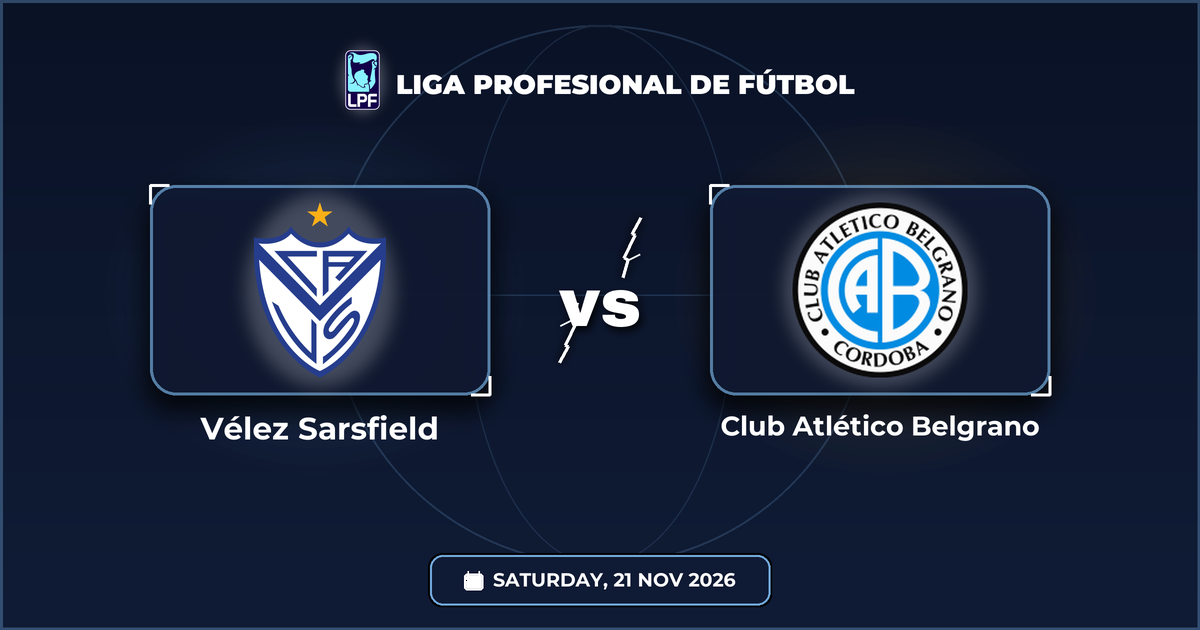 LPF
LIGA PROFESIONAL DE FÚTBOL
CAVS
VS
CLUB ATLETICO BELGRANO
CAB
CORDOBA
Vélez Sarsfield
Club Atlético Belgrano
SATURDAY, 21 NOV 2026